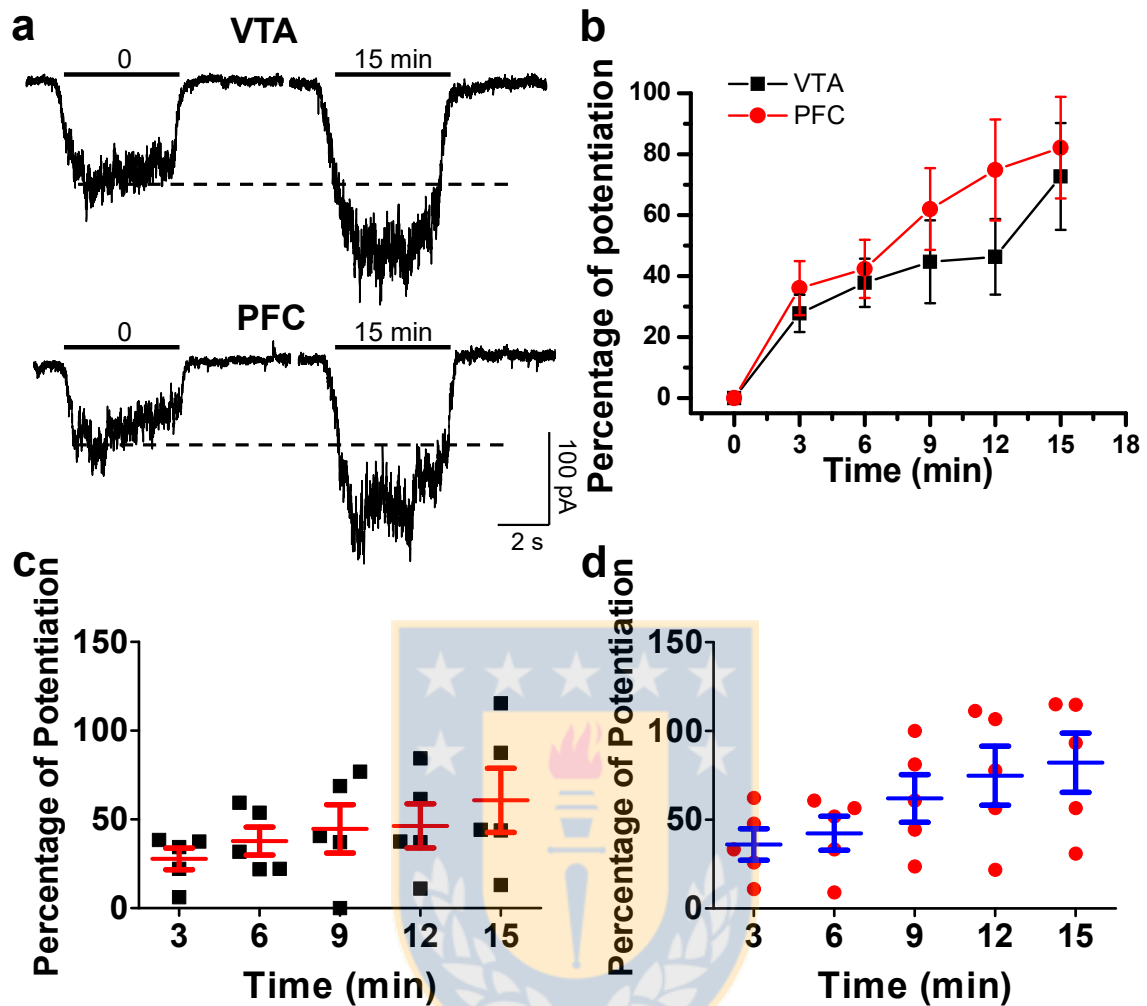 a
VTA
0
15 min
PFC
0
15 min
100 pA
2 s
b
VTA
PFC
Percentage of potentiation
100
80
60
40
20
0
0 3 6 9 12 15 18
Time (min)
c
Percentage of Potentiation
150
100
50
0
3 6 9 12 15
Time (min)
d
Percentage of Potentiation
150
100
50
0
3 6 9 12 15
Time (min)